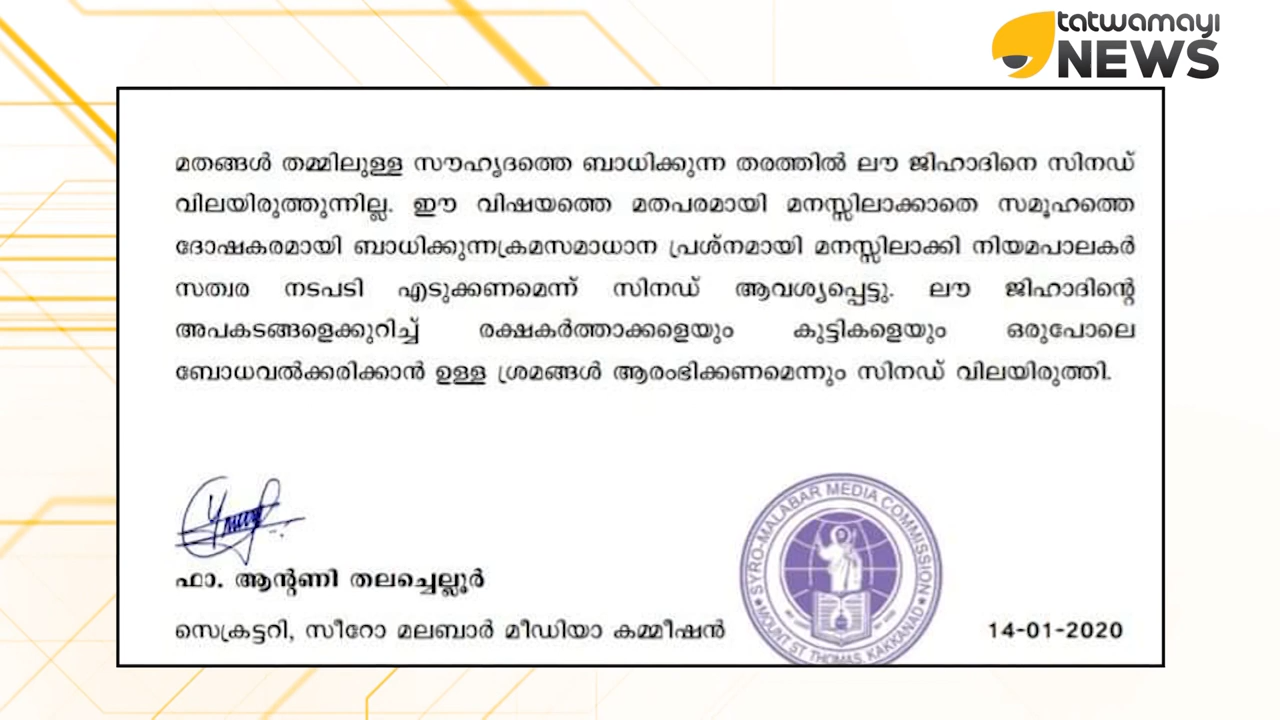 tatwamayi
NEWS
മതങ്ങൾ തമ്മിലുള്ള സൗഹൃദത്തെ ബാധിക്കുന്ന തരത്തിൽ ലൗ ജിഹാദിനെ സിനഡ്
വിലയിരുത്തുന്നില്ല. ഈ വിഷയത്തെ മതപരമായി മനസ്സിലാക്കാതെ സമൂഹത്തെ
ദോഷകരമായി ബാധിക്കുന്നക്രമസമാധാന പ്രശ്നമായി മനസ്സിലാക്കി നിയമപാലകർ
സത്വര നടപടി എടുക്കണമെന്ന് സിനഡ് ആവശ്യപ്പെട്ടു. ലൗ ജിഹാദിന്റെ
അപകടങ്ങളെക്കുറിച്ച് രക്ഷകർത്താക്കളെയും കുട്ടികളെയും ഒരുപോലെ
ബോധവൽക്കരിക്കാൻ ഉള്ള ശ്രമങ്ങൾ ആരംഭിക്കണമെന്നും സിനഡ് വിലയിരുത്തി.
ഫാ. ആന്റണി തലച്ചെല്ലൂർ
സെക്രട്ടറി, സീറോ മലബാർ മീഡിയാ കമ്മീഷൻ
SYRO-MALABAR MEDIA COMMISSION
MOUNT ST THOMAS, KAKKANAD
14-01-2020